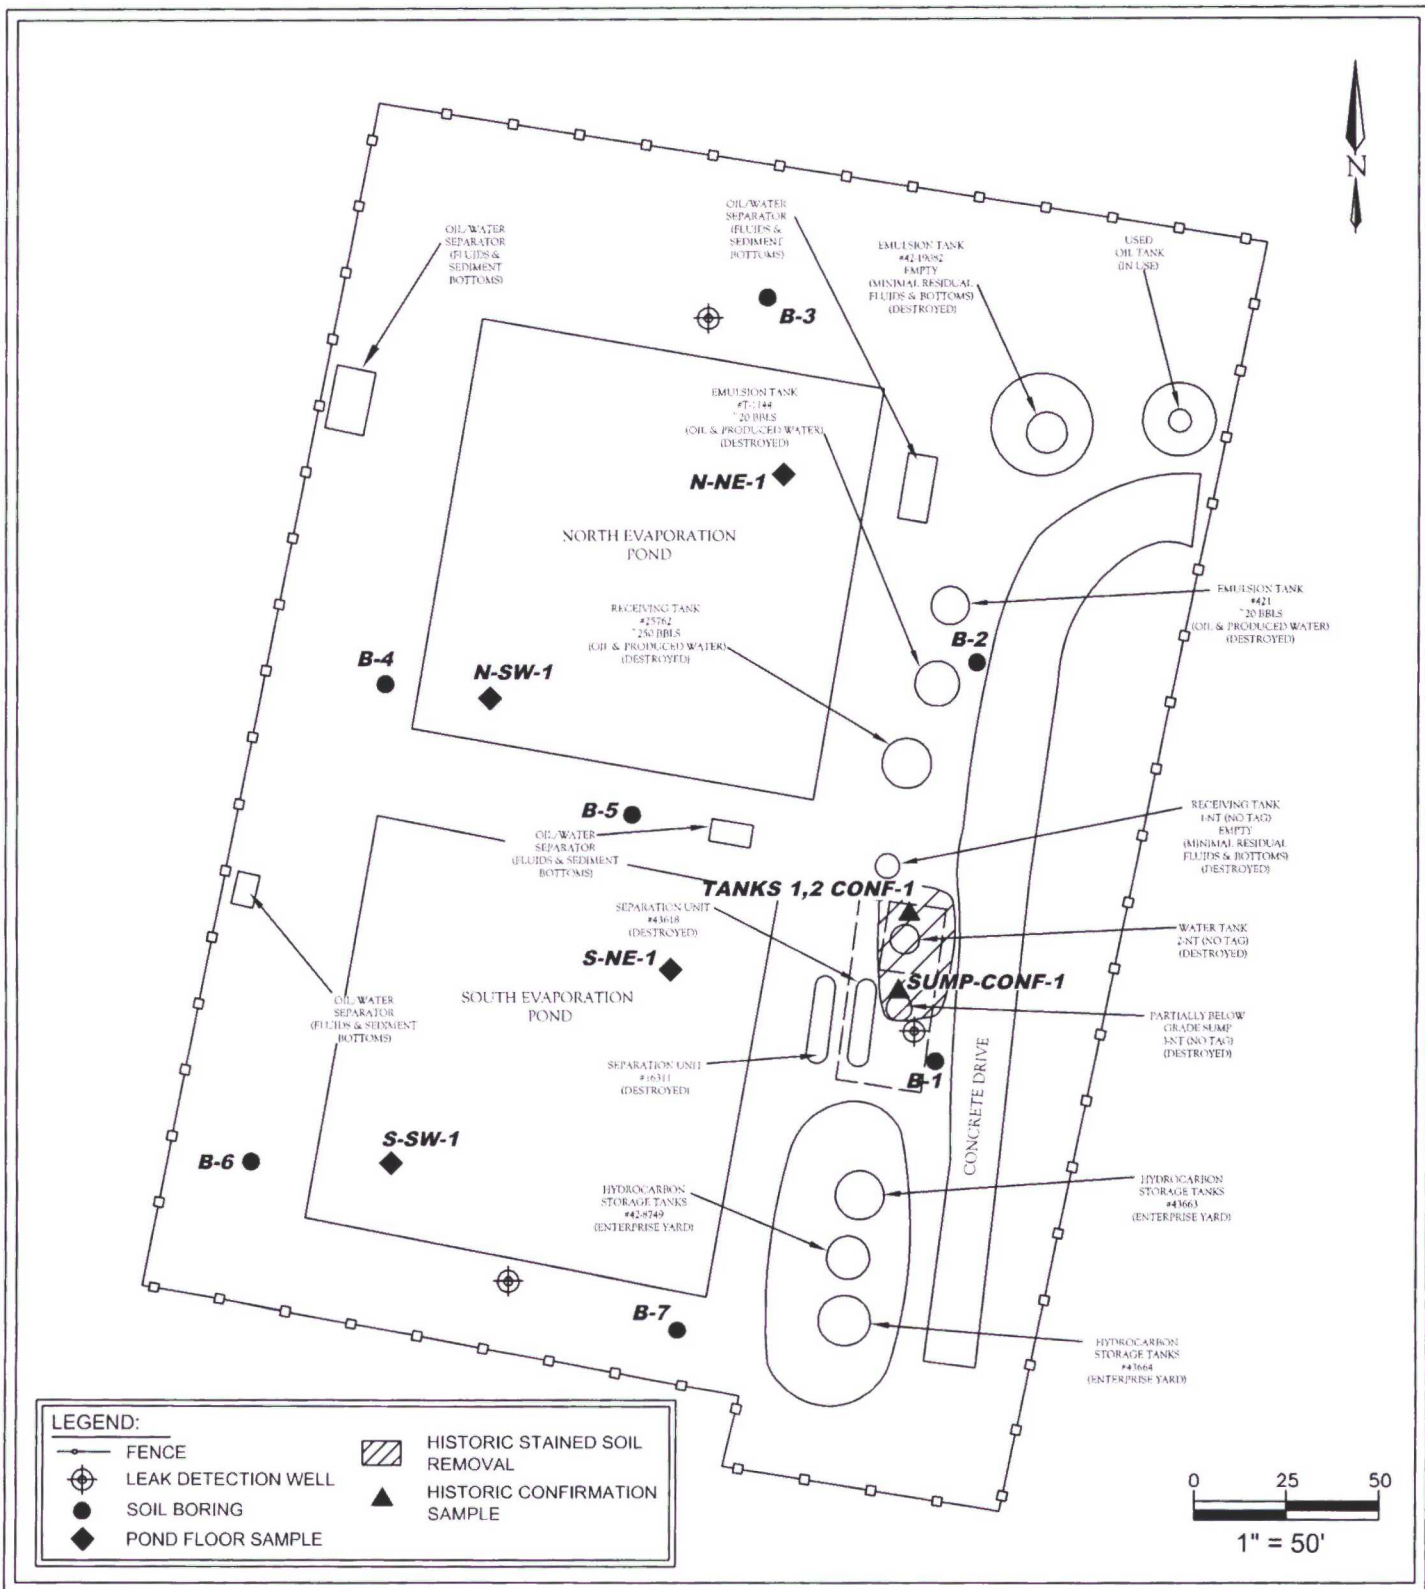 N
OIL/WATER
SEPARATOR
(FLUIDS &
SEDIMENT
BOTTOMS)
OIL/WATER
SEPARATOR
(FLUIDS &
SEDIMENT
BOTTOMS)
EMULSION TANK
#42-19082
EMPTY
(MINIMAL RESIDUAL
FLUIDS & BOTTOMS)
(DESTROYED)
USED
OIL TANK
(IN USE)
B-3
EMULSION TANK
#T-1144
~20 BBLS
(OIL & PRODUCED WATER)
(DESTROYED)
N-NE-1
NORTH EVAPORATION
POND
RECEIVING TANK
#25762
~250 BBLS
(OIL & PRODUCED WATER)
(DESTROYED)
EMULSION TANK
#421
~20 BBLS
(OIL & PRODUCED WATER)
(DESTROYED)
B-2
B-4
N-SW-1
B-5
OIL/WATER
SEPARATOR
(FLUIDS & SEDIMENT
BOTTOMS)
RECEIVING TANK
1-NT (NO TAG)
EMPTY
(MINIMAL RESIDUAL
FLUIDS & BOTTOMS)
(DESTROYED)
TANKS 1,2 CONF-1
SEPARATION UNIT
#43618
(DESTROYED)
WATER TANK
2-NT (NO TAG)
(DESTROYED)
S-NE-1
SOUTH EVAPORATION
POND
SUMP-CONF-1
OIL/WATER
SEPARATOR
(FLUIDS & SEDIMENT
BOTTOMS)
PARTIALLY BELOW
GRADE SUMP
3-NT (NO TAG)
(DESTROYED)
SEPARATION UNIT
#16311
(DESTROYED)
B-1
CONCRETE DRIVE
S-SW-1
B-6
HYDROCARBON
STORAGE TANKS
#42-8749
(ENTERPRISE YARD)
HYDROCARBON
STORAGE TANKS
#43663
(ENTERPRISE YARD)
B-7
HYDROCARBON
STORAGE TANKS
#43664
(ENTERPRISE YARD)
LEGEND:
FENCE
LEAK DETECTION WELL
SOIL BORING
POND FLOOR SAMPLE
HISTORIC STAINED SOIL
REMOVAL
HISTORIC CONFIRMATION
SAMPLE
0 25 50
1" = 50'